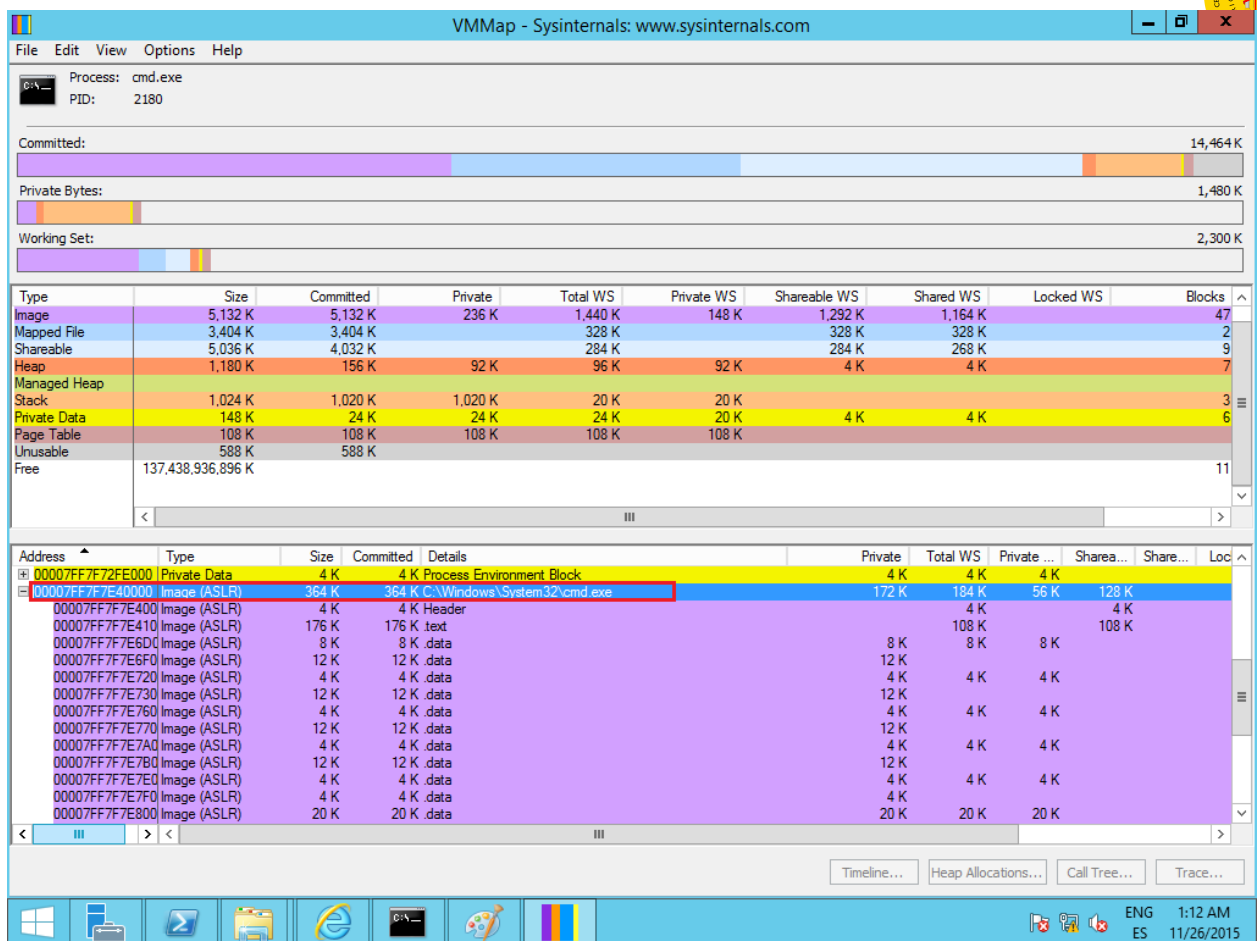 VMMap - Sysinternals: www.sysinternals.com
File Edit View Options Help
Process: cmd.exe
PID: 2180
Committed: 14,464 K
Private Bytes: 1,480 K
Working Set: 2,300 K
Type Size Committed Private Total WS Private WS Shareable WS Shared WS Locked WS Blocks
Image 5,132 K 5,132 K 236 K 1,440 K 148 K 1,292 K 1,164 K 47
Mapped File 3,404 K 3,404 K 328 K 328 K 328 K 2
Shareable 5,036 K 4,032 K 284 K 284 K 268 K 9
Heap 1,180 K 156 K 92 K 96 K 92 K 4 K 4 K 7
Managed Heap
Stack 1,024 K 1,020 K 1,020 K 20 K 20 K 3
Private Data 148 K 24 K 24 K 24 K 20 K 4 K 4 K 6
Page Table 108 K 108 K 108 K 108 K 108 K
Unusable 588 K 588 K
Free 137,438,936,896 K 11
Address Type Size Committed Details Private Total WS Private ... Sharea... Share... Loc
00007FF7F72FE000 Private Data 4 K 4 K Process Environment Block 4 K 4 K 4 K
00007FF7F7E40000 Image (ASLR) 364 K 364 K C:\Windows\System32\cmd.exe 172 K 184 K 56 K 128 K
00007FF7F7E400 Image (ASLR) 4 K 4 K Header 4 K 4 K
00007FF7F7E410 Image (ASLR) 176 K 176 K .text 108 K 108 K
00007FF7F7E6D0 Image (ASLR) 8 K 8 K .data 8 K 8 K 8 K
00007FF7F7E6F0 Image (ASLR) 12 K 12 K .data 12 K
00007FF7F7E720 Image (ASLR) 4 K 4 K .data 4 K 4 K 4 K
00007FF7F7E730 Image (ASLR) 12 K 12 K .data 12 K
00007FF7F7E760 Image (ASLR) 4 K 4 K .data 4 K 4 K 4 K
00007FF7F7E770 Image (ASLR) 12 K 12 K .data 12 K
00007FF7F7E7A0 Image (ASLR) 4 K 4 K .data 4 K 4 K 4 K
00007FF7F7E7B0 Image (ASLR) 12 K 12 K .data 12 K
00007FF7F7E7E0 Image (ASLR) 4 K 4 K .data 4 K 4 K 4 K
00007FF7F7E7F0 Image (ASLR) 4 K 4 K .data 4 K
00007FF7F7E800 Image (ASLR) 20 K 20 K .data 20 K 20 K 20 K
Timeline... Heap Allocations... Call Tree... Trace...
ENG 1:12 AM
ES 11/26/2015